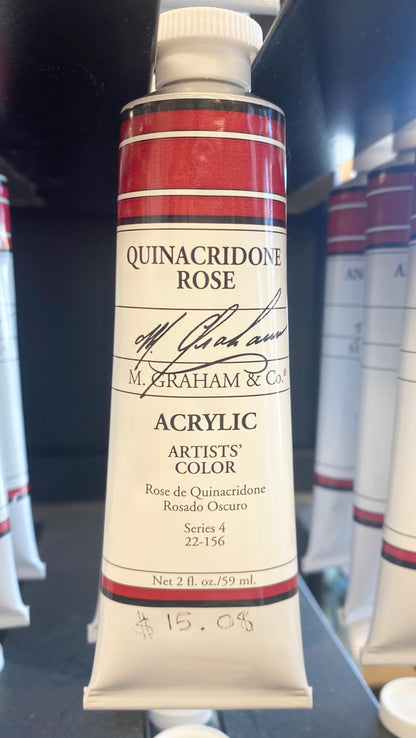 QUINACRIDONE
ROSE
M. Graham
M. GRAHAM & Co.®
ACRYLIC
ARTISTS'
COLOR
Rose de Quinacridone
Rosado Oscuro
Series 4
22-156
Net 2 fl. oz./59 ml.
$15.08